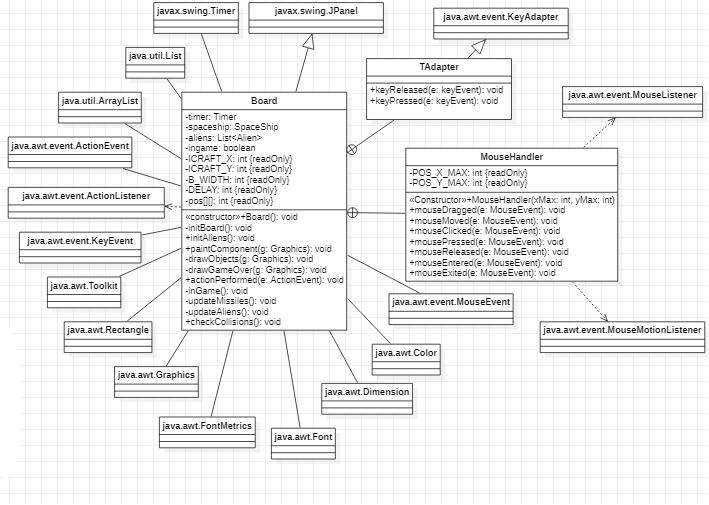 javax.swing.Timer
javax.swing.JPanel
java.awt.event.KeyAdapter
java.util.List
TAdapter
+keyReleased(e: keyEvent): void
+keyPressed(e: keyEvent): void
java.util.ArrayList
java.awt.event.MouseListener
Board
-timer: Timer
-spaceship: SpaceShip
-aliens: List<Alien>
-ingame: boolean
-ICRAFT_X: int {readOnly}
-ICRAFT_Y: int {readOnly}
-B_WIDTH: int {readOnly}
-DELAY: int {readOnly}
-pos[][]: int {readOnly}
«constructor»+Board(): void
-initBoard(): void
+initAliens(): void
+paintComponent(g: Graphics): void
-drawObjects(g: Graphics): void
-drawGameOver(g: Graphics): void
+actionPerformed(e: ActionEvent): void
-inGame(): void
-updateMissiles(): void
-updateAliens(): void
+checkCollisions(): void
java.awt.event.ActionEvent
MouseHandler
-POS_X_MAX: int {readOnly}
-POS_Y_MAX: int {readOnly}
«Constructor»+MouseHandler(xMax: int, yMax: int)
+mouseDragged(e: MouseEvent): void
+mouseMoved(e: MouseEvent): void
+mouseClicked(e: MouseEvent): void
+mousePressed(e: MouseEvent): void
+mouseReleased(e: MouseEvent): void
+mouseEntered(e: MouseEvent): void
+mouseExited(e: MouseEvent): void
java.awt.event.ActionListener
java.awt.event.KeyEvent
java.awt.Toolkit
java.awt.event.MouseEvent
java.awt.Rectangle
java.awt.event.MouseMotionListener
java.awt.Color
java.awt.Graphics
java.awt.Dimension
java.awt.FontMetrics
java.awt.Font